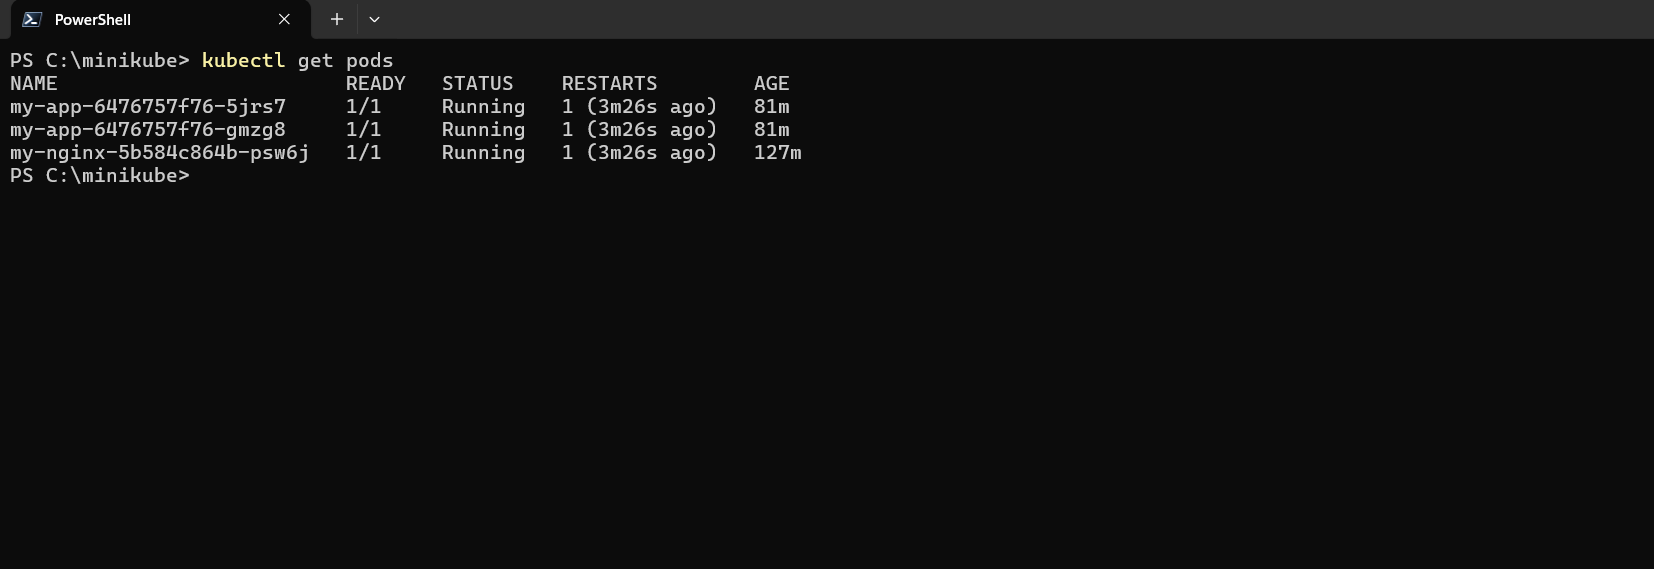 PowerShell
PS C:\minikube> kubectl get pods
NAME                        READY   STATUS    RESTARTS        AGE
my-app-6476757f76-5jrs7     1/1     Running   1 (3m26s ago)   81m
my-app-6476757f76-gmzg8     1/1     Running   1 (3m26s ago)   81m
my-nginx-5b584c864b-psw6j   1/1     Running   1 (3m26s ago)   127m
PS C:\minikube>